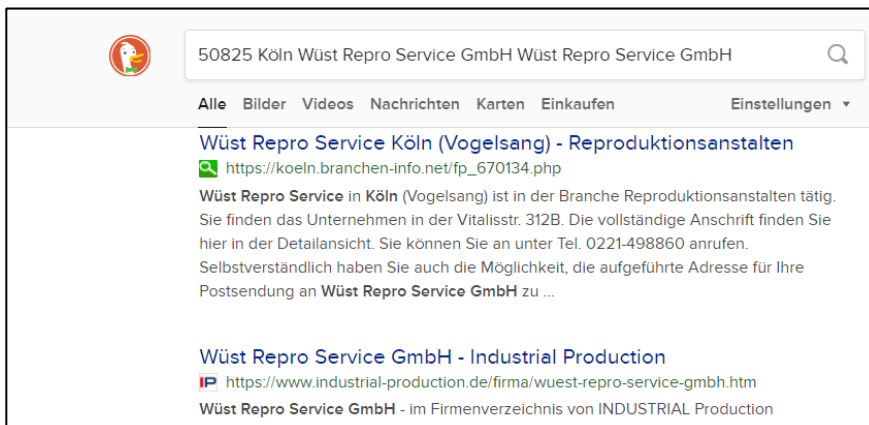 50825 Köln Wüst Repro Service GmbH Wüst Repro Service GmbH
Alle Bilder Videos Nachrichten Karten Einkaufen Einstellungen
Wüst Repro Service Köln (Vogelsang) - Reproduktionsanstalten
https://koeln.branchen-info.net/fp_670134.php
Wüst Repro Service in Köln (Vogelsang) ist in der Branche Reproduktionsanstalten tätig.
Sie finden das Unternehmen in der Vitalisstr. 312B. Die vollständige Anschrift finden Sie
hier in der Detailansicht. Sie können Sie an unter Tel. 0221-498860 anrufen.
Selbstverständlich haben Sie auch die Möglichkeit, die aufgeführte Adresse für Ihre
Postsendung an Wüst Repro Service GmbH zu ...
Wüst Repro Service GmbH - Industrial Production
IP https://www.industrial-production.de/firma/wuest-repro-service-gmbh.htm
Wüst Repro Service GmbH - im Firmenverzeichnis von INDUSTRIAL Production